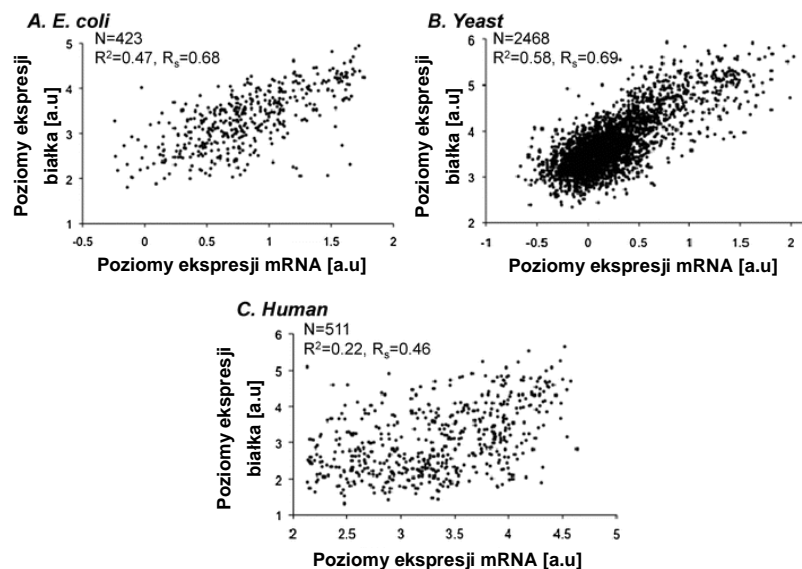 A. E. coli
N=423
R²=0.47, Rₛ=0.68
Poziomy ekspresji
białka [a.u]
5
4
3
2
1
-0.5 0 0.5 1 1.5 2
Poziomy ekspresji mRNA [a.u]
B. Yeast
N=2468
R²=0.58, Rₛ=0.69
Poziomy ekspresji
białka [a.u]
6
5
4
3
2
-1 -0.5 0 0.5 1 1.5 2
Poziomy ekspresji mRNA [a.u]
C. Human
N=511
R²=0.22, Rₛ=0.46
Poziomy ekspresji
białka [a.u]
6
5
4
3
2
1
2 2.5 3 3.5 4 4.5 5
Poziomy ekspresji mRNA [a.u]